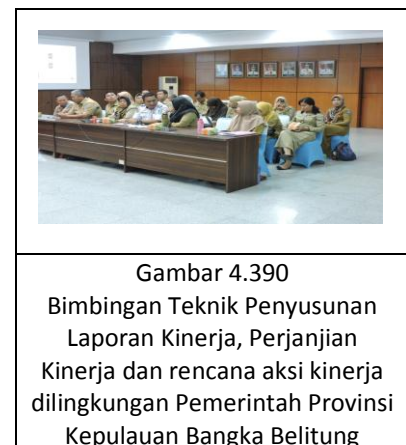 Gambar 4.390
Bimbingan Teknik Penyusunan
Laporan Kinerja, Perjanjian
Kinerja dan rencana aksi kinerja
dilingkungan Pemerintah Provinsi
Kepulauan Bangka Belitung